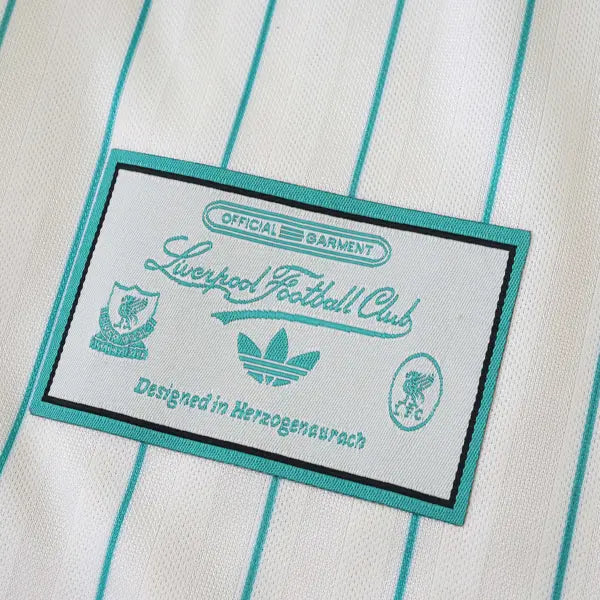 OFFICIAL GARMENT
Liverpool Football Club
L.F.C.
Designed in Herzogenaurach